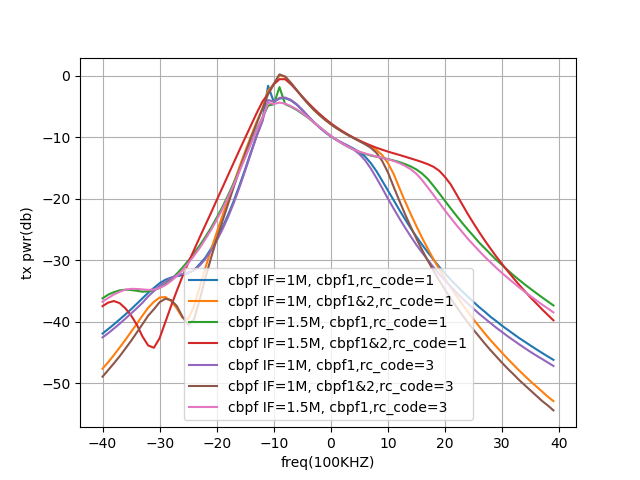 0
−10
−20
−30
−40
−50
tx pwr(db)
cbpf IF=1M, cbpf1,rc_code=1
cbpf IF=1M, cbpf1&2,rc_code=1
cbpf IF=1.5M, cbpf1,rc_code=1
cbpf IF=1.5M, cbpf1&2,rc_code=1
cbpf IF=1M, cbpf1,rc_code=3
cbpf IF=1M, cbpf1&2,rc_code=3
cbpf IF=1.5M, cbpf1,rc_code=3
−40 −30 −20 −10 0 10 20 30 40
freq(100KHZ)